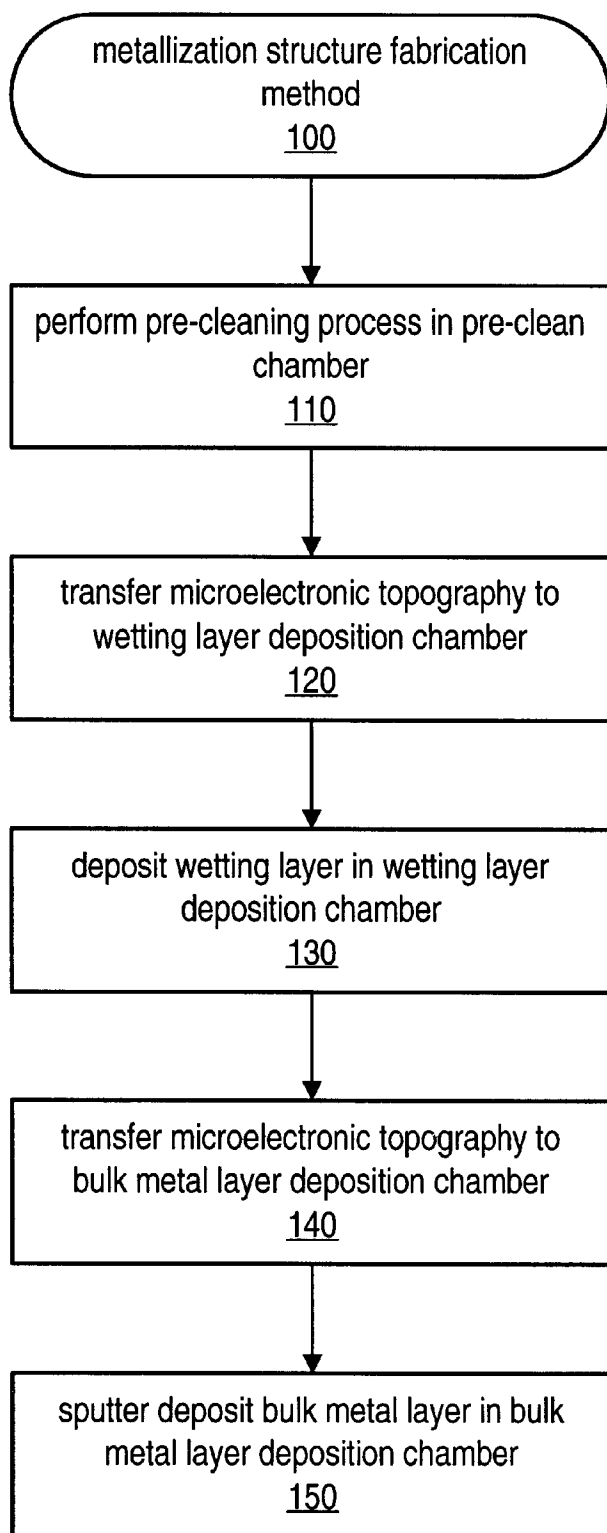 metallization structure fabrication
method
100
perform pre-cleaning process in pre-clean
chamber
110
transfer microelectronic topography to
wetting layer deposition chamber
120
deposit wetting layer in wetting layer
deposition chamber
130
transfer microelectronic topography to
bulk metal layer deposition chamber
140
sputter deposit bulk metal layer in bulk
metal layer deposition chamber
150